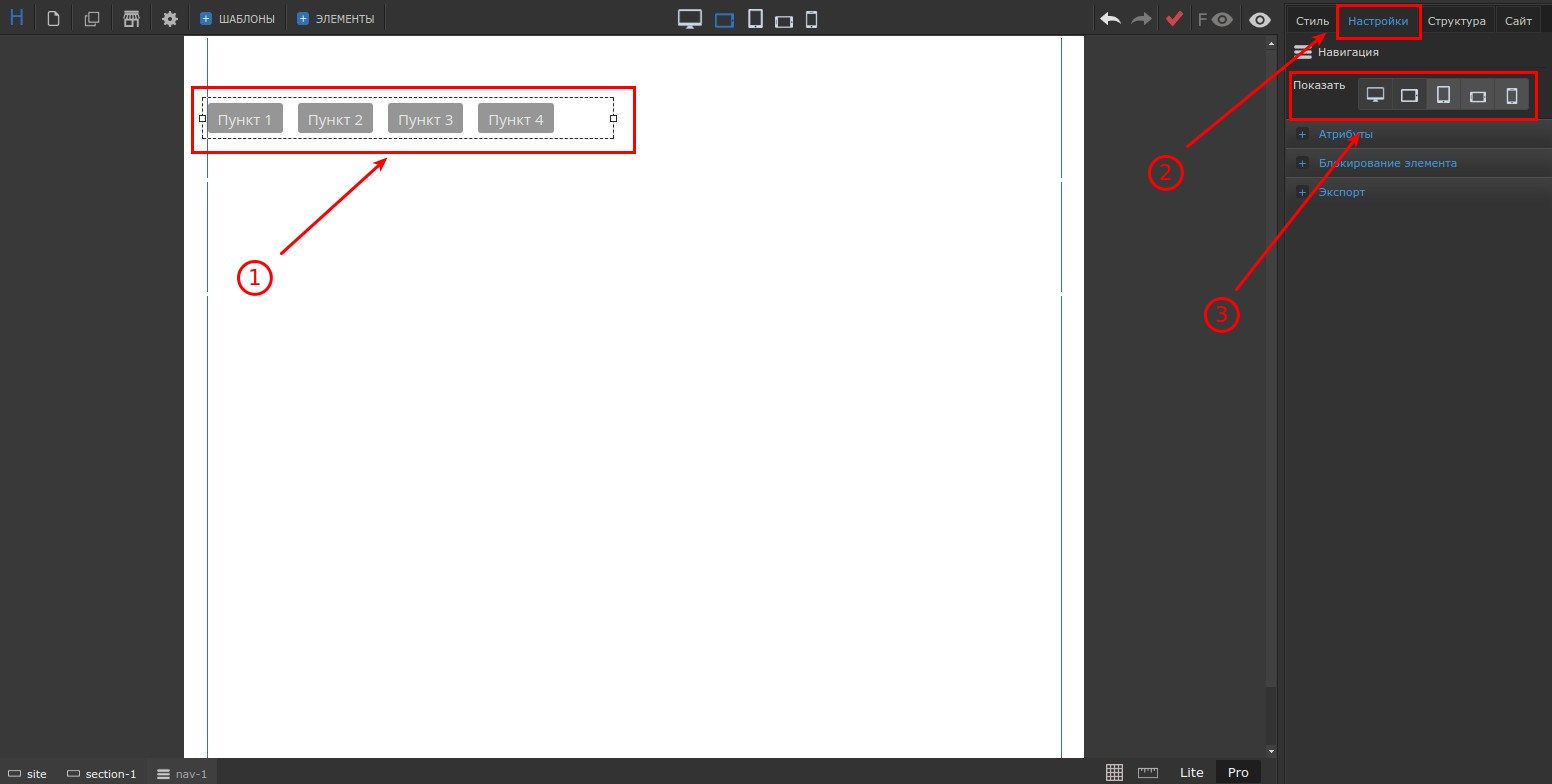 H
ШАБЛОНЫ
ЭЛЕМЕНТЫ
F
Стиль
Настройки
Структура
Сайт
Навигация
Показать
Атрибуты
Блокирование элемента
Экспорт
Пункт 1
Пункт 2
Пункт 3
Пункт 4
1
2
3
site
section-1
nav-1
Lite
Pro